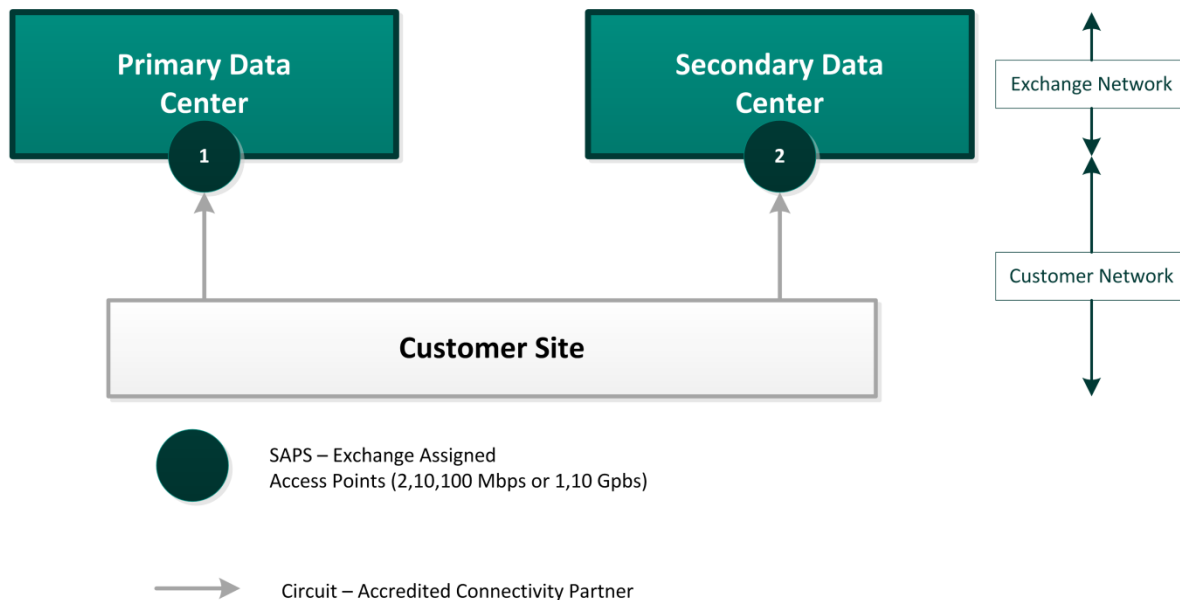 Primary Data
Center
Secondary Data
Center
Exchange Network
1
2
Customer Network
Customer Site
SAPS – Exchange Assigned
Access Points (2,10,100 Mbps or 1,10 Gpbs)
Circuit – Accredited Connectivity Partner